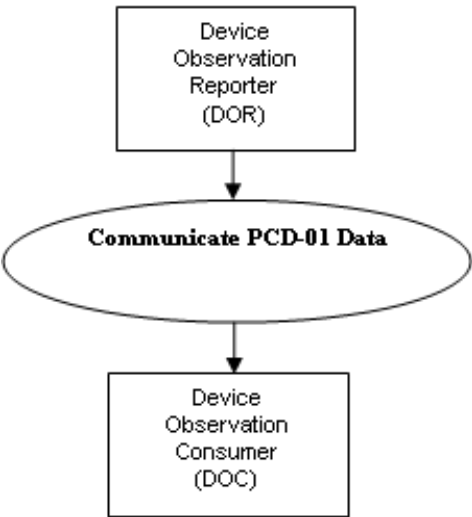 Device
Observation
Reporter
(DOR)
Communicate PCD-01 Data
Device
Observation
Consumer
(DOC)